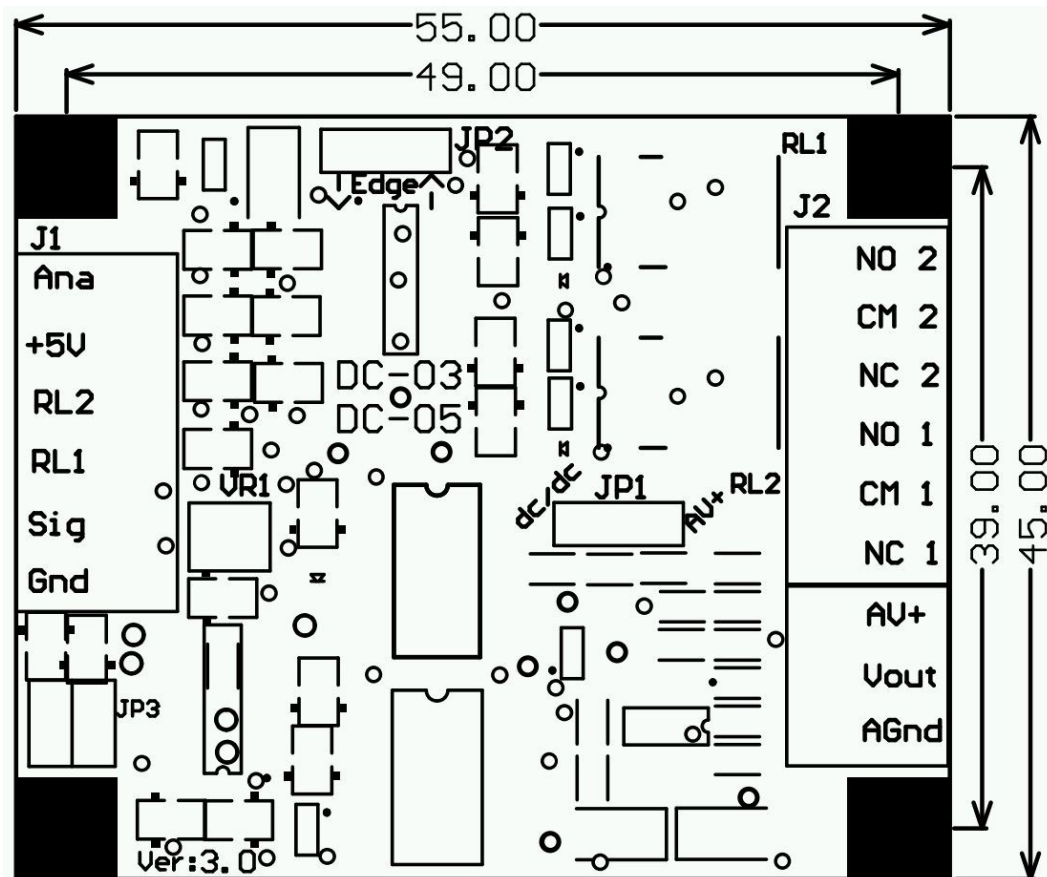 55.00
49.00
JP2
RL1
Edge
J1
J2
Ana
NO 2
+5V
CM 2
DC-03
RL2
NC 2
DC-05
RL1
NO 1
dc/dc
JP1
AV+
RL2
VR1
CM 1
Sig
NC 1
Gnd
39.00
45.00
AV+
Vout
JP3
AGnd
Ver:3.0